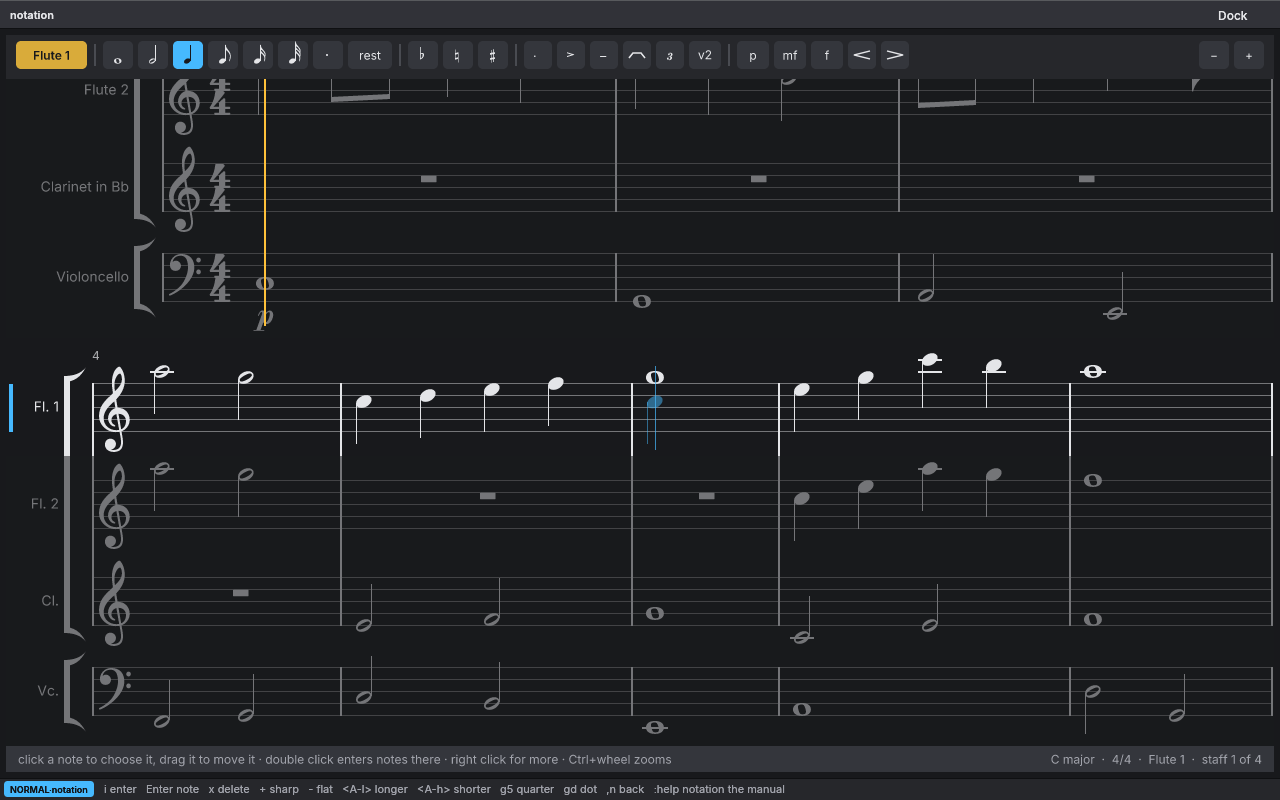 notation Dock
Flute 1 rest 3 v2 p mf f − +
Flute 2
Clarinet in Bb
Violoncello
p
4
Fl. 1
Fl. 2
Cl.
Vc.
click a note to choose it, drag it to move it · double click enters notes there · right click for more · Ctrl+wheel zooms C major · 4/4 · Flute 1 · staff 1 of 4
NORMAL·notation i enter Enter note x delete + sharp - flat <A-l> longer <A-h> shorter g5 quarter gd dot ,n back :help notation the manual